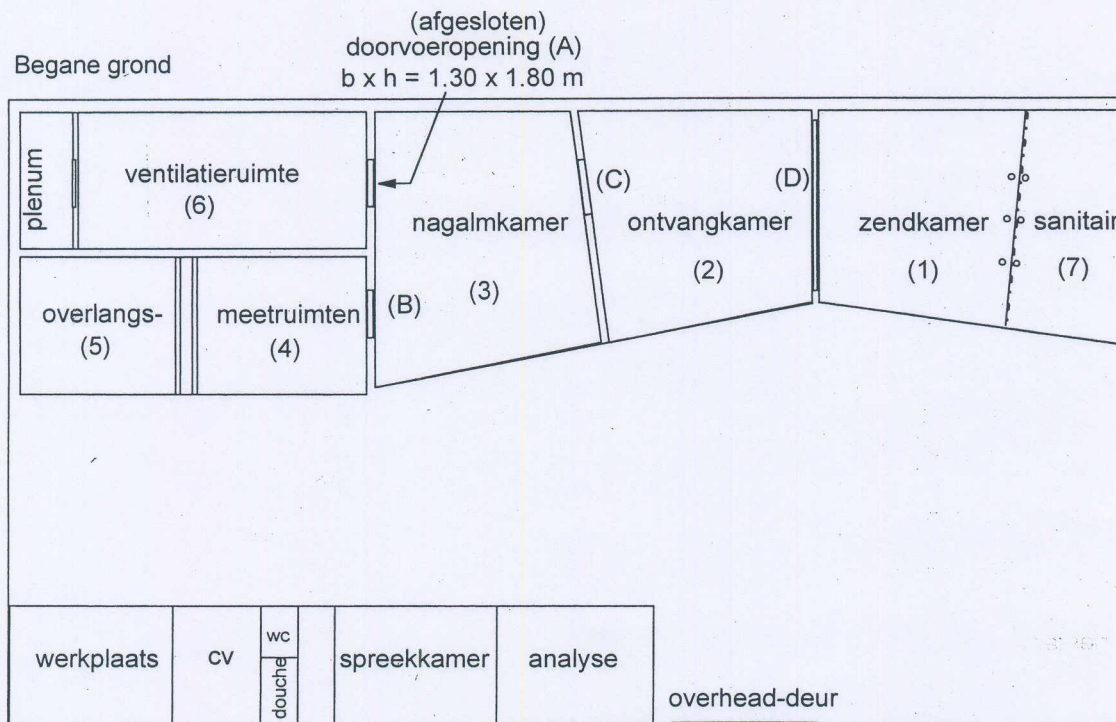 (afgesloten)
doorvoeropening (A)
b x h = 1.30 x 1.80 m
Begane grond
plenum
ventilatieruimte
(6)
nagalmkamer
(3)
(C)
ontvangkamer
(2)
(D)
zendkamer
(1)
sanitair
(7)
overlangs-
(5)
meetruimten
(4)
(B)
werkplaats
cv
wc
douche
spreekkamer
analyse
overhead-deur